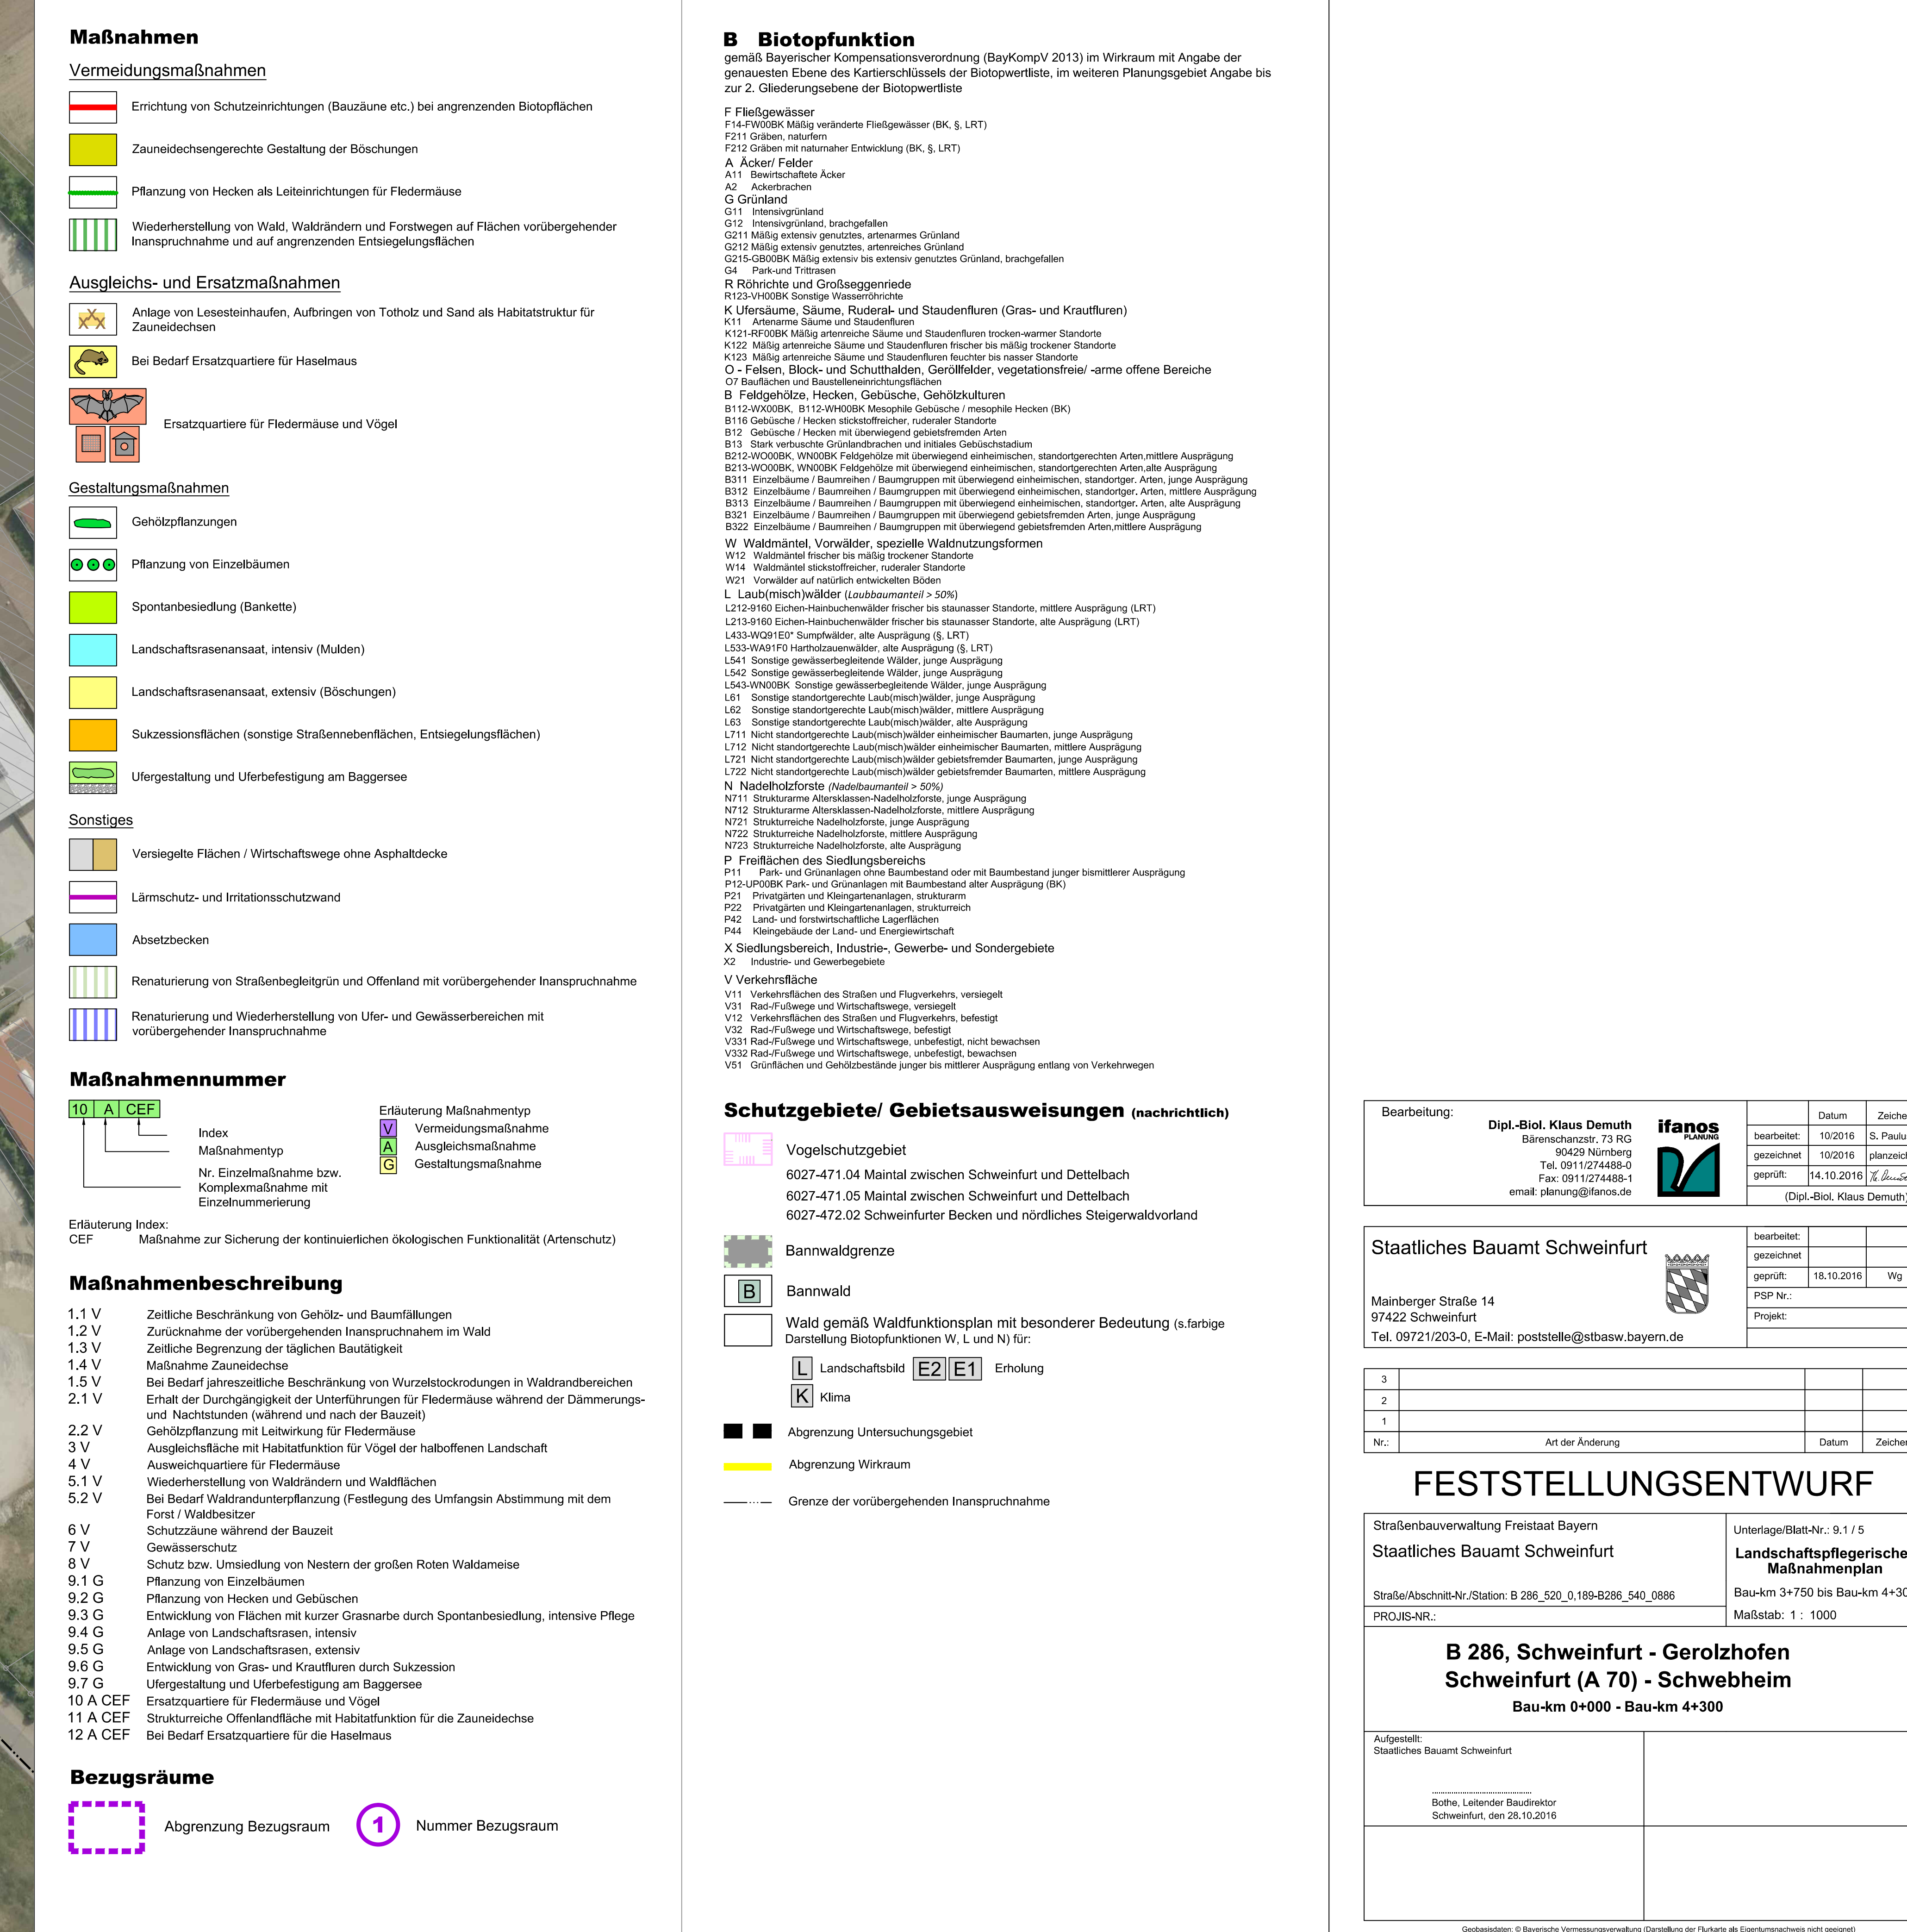 Maßnahmen
Vermeidungsmaßnahmen
Errichtung von Schutzeinrichtungen (Bauzäune etc.) bei angrenzenden Biotopflächen
Zauneidechsengerechte Gestaltung der Böschungen
Pflanzung von Hecken als Leiteinrichtungen für Fledermäuse
Wiederherstellung von Wald, Waldrändern und Forstwegen auf Flächen vorübergehender
Inanspruchnahme und auf angrenzenden Entsiegelungsflächen
Ausgleichs- und Ersatzmaßnahmen
Anlage von Lesesteinhaufen, Aufbringen von Totholz und Sand als Habitatstruktur für
Zauneidechsen
Bei Bedarf Ersatzquartiere für Haselmaus
Ersatzquartiere für Fledermäuse und Vögel
Gestaltungsmaßnahmen
Gehölzpflanzungen
Pflanzung von Einzelbäumen
Spontanbesiedlung (Bankette)
Landschaftsrasenansaat, intensiv (Mulden)
Landschaftsrasenansaat, extensiv (Böschungen)
Sukzessionsflächen (sonstige Straßennebenflächen, Entsiegelungsflächen)
Ufergestaltung und Uferbefestigung am Baggersee
Sonstiges
Versiegelte Flächen / Wirtschaftswege ohne Asphaltdecke
Lärmschutz- und Irritationsschutzwand
Absetzbecken
Renaturierung von Straßenbegleitgrün und Offenland mit vorübergehender Inanspruchnahme
Renaturierung und Wiederherstellung von Ufer- und Gewässerbereichen mit
vorübergehender Inanspruchnahme
Maßnahmennummer
10 A CEF
Index
Maßnahmentyp
Nr. Einzelmaßnahme bzw.
Komplexmaßnahme mit
Einzelnummerierung
Erläuterung Maßnahmentyp
V Vermeidungsmaßnahme
A Ausgleichsmaßnahme
G Gestaltungsmaßnahme
Erläuterung Index:
CEF Maßnahme zur Sicherung der kontinuierlichen ökologischen Funktionalität (Artenschutz)
Maßnahmenbeschreibung
1.1 V Zeitliche Beschränkung von Gehölz- und Baumfällungen
1.2 V Zurücknahme der vorübergehenden Inanspruchnahem im Wald
1.3 V Zeitliche Begrenzung der täglichen Bautätigkeit
1.4 V Maßnahme Zauneidechse
1.5 V Bei Bedarf jahreszeitliche Beschränkung von Wurzelstockrodungen in Waldrandbereichen
2.1 V Erhalt der Durchgängigkeit der Unterführungen für Fledermäuse während der Dämmerungs-
und Nachtstunden (während und nach der Bauzeit)
2.2 V Gehölzpflanzung mit Leitwirkung für Fledermäuse
3 V Ausgleichsfläche mit Habitatfunktion für Vögel der halboffenen Landschaft
4 V Ausweichquartiere für Fledermäuse
5.1 V Wiederherstellung von Waldrändern und Waldflächen
5.2 V Bei Bedarf Waldrandunterpflanzung (Festlegung des Umfangsin Abstimmung mit dem
Forst / Waldbesitzer
6 V Schutzzäune während der Bauzeit
7 V Gewässerschutz
8 V Schutz bzw. Umsiedlung von Nestern der großen Roten Waldameise
9.1 G Pflanzung von Einzelbäumen
9.2 G Pflanzung von Hecken und Gebüschen
9.3 G Entwicklung von Flächen mit kurzer Grasnarbe durch Spontanbesiedlung, intensive Pflege
9.4 G Anlage von Landschaftsrasen, intensiv
9.5 G Anlage von Landschaftsrasen, extensiv
9.6 G Entwicklung von Gras- und Krautfluren durch Sukzession
9.7 G Ufergestaltung und Uferbefestigung am Baggersee
10 A CEF Ersatzquartiere für Fledermäuse und Vögel
11 A CEF Strukturreiche Offenlandfläche mit Habitatfunktion für die Zauneidechse
12 A CEF Bei Bedarf Ersatzquartiere für die Haselmaus
Bezugsräume
Abgrenzung Bezugsraum
1 Nummer Bezugsraum
B Biotopfunktion
gemäß Bayerischer Kompensationsverordnung (BayKompV 2013) im Wirkraum mit Angabe der
genauesten Ebene des Kartierschlüssels der Biotopwertliste, im weiteren Planungsgebiet Angabe bis
zur 2. Gliederungsebene der Biotopwertliste
F Fließgewässer
F14-FW00BK Mäßig veränderte Fließgewässer (BK, §, LRT)
F211 Gräben, naturfern
F212 Gräben mit naturnaher Entwicklung (BK, §, LRT)
A Äcker/ Felder
A11 Bewirtschaftete Äcker
A2 Ackerbrachen
G Grünland
G11 Intensivgrünland
G12 Intensivgrünland, brachgefallen
G211 Mäßig extensiv genutztes, artenarmes Grünland
G212 Mäßig extensiv genutztes, artenreiches Grünland
G215-GB00BK Mäßig extensiv bis extensiv genutztes Grünland, brachgefallen
G4 Park-und Trittrasen
R Röhrichte und Großseggenriede
R123-VH00BK Sonstige Wasserröhrichte
K Ufersäume, Säume, Ruderal- und Staudenfluren (Gras- und Krautfluren)
K11 Artenarme Säume und Staudenfluren
K121-RF00BK Mäßig artenreiche Säume und Staudenfluren trocken-warmer Standorte
K122 Mäßig artenreiche Säume und Staudenfluren frischer bis mäßig trockener Standorte
K123 Mäßig artenreiche Säume und Staudenfluren feuchter bis nasser Standorte
O - Felsen, Block- und Schutthalden, Geröllfelder, vegetationsfreie/ -arme offene Bereiche
O7 Bauflächen und Baustelleneinrichtungsflächen
B Feldgehölze, Hecken, Gebüsche, Gehölzkulturen
B112-WX00BK, B112-WH00BK Mesophile Gebüsche / mesophile Hecken (BK)
B116 Gebüsche / Hecken stickstoffreicher, ruderaler Standorte
B12 Gebüsche / Hecken mit überwiegend gebietsfremden Arten
B13 Stark verbuschte Grünlandbrachen und initiales Gebüschstadium
B212-WO00BK, WN00BK Feldgehölze mit überwiegend einheimischen, standortgerechten Arten,mittlere Ausprägung
B213-WO00BK, WN00BK Feldgehölze mit überwiegend einheimischen, standortgerechten Arten,alte Ausprägung
B311 Einzelbäume / Baumreihen / Baumgruppen mit überwiegend einheimischen, standortger. Arten, junge Ausprägung
B312 Einzelbäume / Baumreihen / Baumgruppen mit überwiegend einheimischen, standortger. Arten, mittlere Ausprägung
B313 Einzelbäume / Baumreihen / Baumgruppen mit überwiegend einheimischen, standortger. Arten, alte Ausprägung
B321 Einzelbäume / Baumreihen / Baumgruppen mit überwiegend gebietsfremden Arten, junge Ausprägung
B322 Einzelbäume / Baumreihen / Baumgruppen mit überwiegend gebietsfremden Arten,mittlere Ausprägung
W Waldmäntel, Vorwälder, spezielle Waldnutzungsformen
W12 Waldmäntel frischer bis mäßig trockener Standorte
W14 Waldmäntel stickstoffreicher, ruderaler Standorte
W21 Vorwälder auf natürlich entwickelten Böden
L Laub(misch)wälder (Laubbaumanteil > 50%)
L212-9160 Eichen-Hainbuchenwälder frischer bis staunasser Standorte, mittlere Ausprägung (LRT)
L213-9160 Eichen-Hainbuchenwälder frischer bis staunasser Standorte, alte Ausprägung (LRT)
L433-WQ91E0* Sumpfwälder, alte Ausprägung (§, LRT)
L533-WA91F0 Hartholzauenwälder, alte Ausprägung (§, LRT)
L541 Sonstige gewässerbegleitende Wälder, junge Ausprägung
L542 Sonstige gewässerbegleitende Wälder, junge Ausprägung
L543-WN00BK Sonstige gewässerbegleitende Wälder, junge Ausprägung
L61 Sonstige standortgerechte Laub(misch)wälder, junge Ausprägung
L62 Sonstige standortgerechte Laub(misch)wälder, mittlere Ausprägung
L63 Sonstige standortgerechte Laub(misch)wälder, alte Ausprägung
L711 Nicht standortgerechte Laub(misch)wälder einheimischer Baumarten, junge Ausprägung
L712 Nicht standortgerechte Laub(misch)wälder einheimischer Baumarten, mittlere Ausprägung
L721 Nicht standortgerechte Laub(misch)wälder gebietsfremder Baumarten, junge Ausprägung
L722 Nicht standortgerechte Laub(misch)wälder gebietsfremder Baumarten, mittlere Ausprägung
N Nadelholzforste (Nadelbaumanteil > 50%)
N711 Strukturarme Altersklassen-Nadelholzforste, junge Ausprägung
N712 Strukturarme Altersklassen-Nadelholzforste, mittlere Ausprägung
N721 Strukturreiche Nadelholzforste, junge Ausprägung
N722 Strukturreiche Nadelholzforste, mittlere Ausprägung
N723 Strukturreiche Nadelholzforste, alte Ausprägung
P Freiflächen des Siedlungsbereichs
P11 Park- und Grünanlagen ohne Baumbestand oder mit Baumbestand junger bismittlerer Ausprägung
P12-UP00BK Park- und Grünanlagen mit Baumbestand alter Ausprägung (BK)
P21 Privatgärten und Kleingartenanlagen, strukturarm
P22 Privatgärten und Kleingartenanlagen, strukturreich
P42 Land- und forstwirtschaftliche Lagerflächen
P44 Kleingebäude der Land- und Energiewirtschaft
X Siedlungsbereich, Industrie-, Gewerbe- und Sondergebiete
X2 Industrie- und Gewerbegebiete
V Verkehrsfläche
V11 Verkehrsflächen des Straßen und Flugverkehrs, versiegelt
V31 Rad-/Fußwege und Wirtschaftswege, versiegelt
V12 Verkehrsflächen des Straßen und Flugverkehrs, befestigt
V32 Rad-/Fußwege und Wirtschaftswege, befestigt
V331 Rad-/Fußwege und Wirtschaftswege, unbefestigt, nicht bewachsen
V332 Rad-/Fußwege und Wirtschaftswege, unbefestigt, bewachsen
V51 Grünflächen und Gehölzbestände junger bis mittlerer Ausprägung entlang von Verkehrwegen
Schutzgebiete/ Gebietsausweisungen (nachrichtlich)
Vogelschutzgebiet
6027-471.04 Maintal zwischen Schweinfurt und Dettelbach
6027-471.05 Maintal zwischen Schweinfurt und Dettelbach
6027-472.02 Schweinfurter Becken und nördliches Steigerwaldvorland
Bannwaldgrenze
B Bannwald
Wald gemäß Waldfunktionsplan mit besonderer Bedeutung (s.farbige
Darstellung Biotopfunktionen W, L und N) für:
L Landschaftsbild E2 E1 Erholung
K Klima
Abgrenzung Untersuchungsgebiet
Abgrenzung Wirkraum
Grenze der vorübergehenden Inanspruchnahme
Bearbeitung:
Dipl.-Biol. Klaus Demuth
Bärenschanzstr. 73 RG
90429 Nürnberg
Tel. 0911/274488-0
Fax: 0911/274488-1
email: planung@ifanos.de
ifanos
PLANUNG
Datum Zeiche
bearbeitet: 10/2016 S. Paulu
gezeichnet 10/2016 planzeich
geprüft: 14.10.2016
(Dipl.-Biol. Klaus Demuth)
Staatliches Bauamt Schweinfurt
Mainberger Straße 14
97422 Schweinfurt
Tel. 09721/203-0, E-Mail: poststelle@stbasw.bayern.de
bearbeitet:
gezeichnet
geprüft: 18.10.2016 Wg
PSP Nr.:
Projekt:
3
2
1
Nr.: Art der Änderung Datum Zeichen
FESTSTELLUNGSENTWURF
Straßenbauverwaltung Freistaat Bayern
Staatliches Bauamt Schweinfurt
Straße/Abschnitt-Nr./Station: B 286_520_0,189-B286_540_0886
PROJIS-NR.:
Unterlage/Blatt-Nr.: 9.1 / 5
Landschaftspflegerische
Maßnahmenplan
Bau-km 3+750 bis Bau-km 4+30
Maßstab: 1 : 1000
B 286, Schweinfurt - Gerolzhofen
Schweinfurt (A 70) - Schwebheim
Bau-km 0+000 - Bau-km 4+300
Aufgestellt:
Staatliches Bauamt Schweinfurt
Bothe, Leitender Baudirektor
Schweinfurt, den 28.10.2016
Geobasisdaten: © Bayerische Vermessungsverwaltung (Darstellung der Flurkarte als Eigentumsnachweis nicht geeignet)